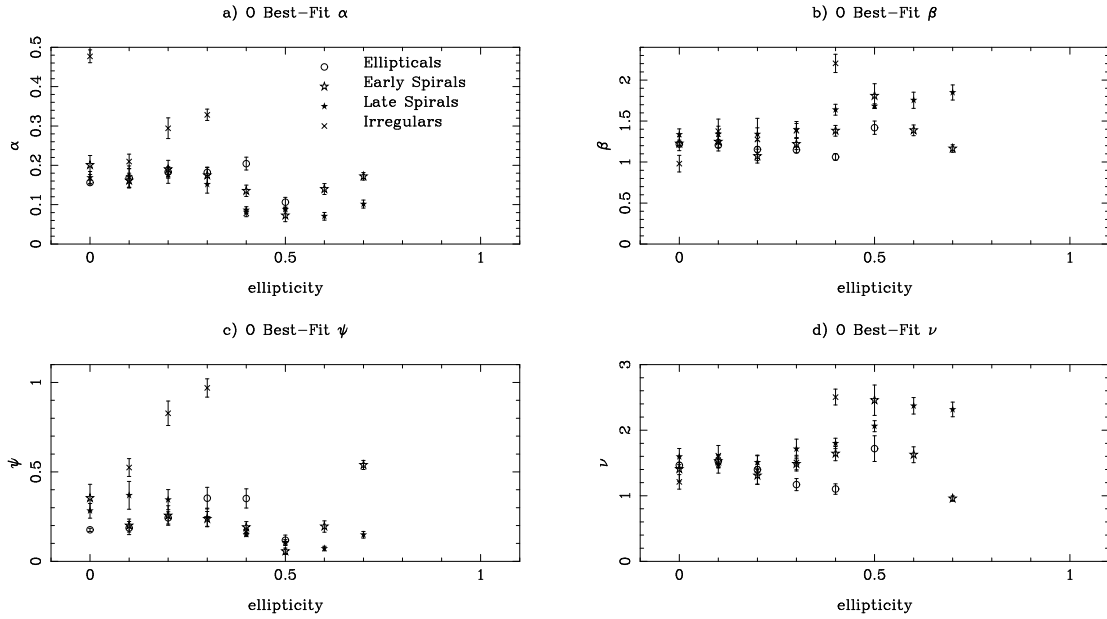 a) O Best-Fit α
0.5
0.4
0.3
0.2
0.1
0
α
Ellipticals
Early Spirals
Late Spirals
Irregulars
0 0.5 1
ellipticity
b) O Best-Fit β
2
1.5
1
0.5
0
β
0 0.5 1
ellipticity
c) O Best-Fit ψ
1
0.5
0
ψ
0 0.5 1
ellipticity
d) O Best-Fit ν
3
2
1
0
ν
0 0.5 1
ellipticity